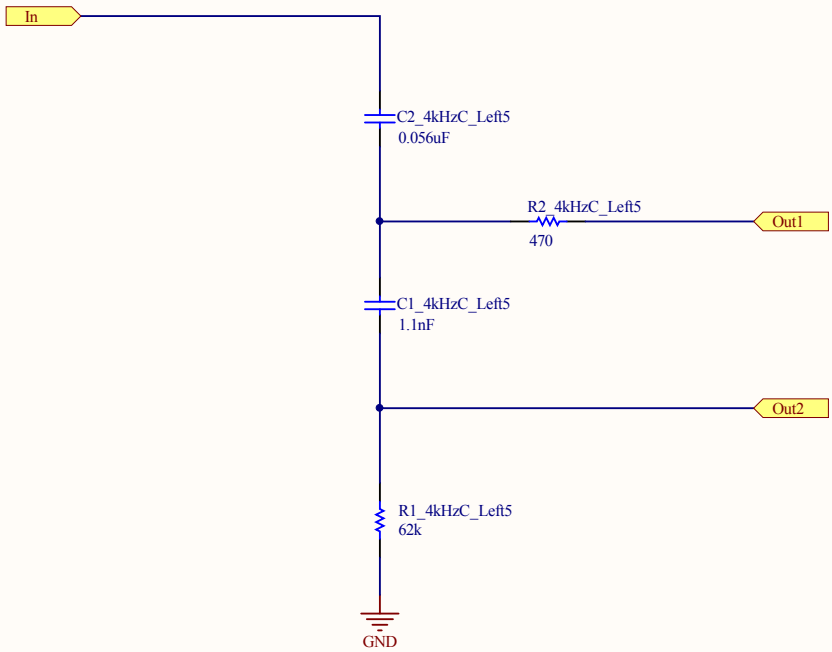 In
C2_4kHzC_Left5
0.056uF
R2_4kHzC_Left5
470
Out1
C1_4kHzC_Left5
1.1nF
Out2
R1_4kHzC_Left5
62k
GND